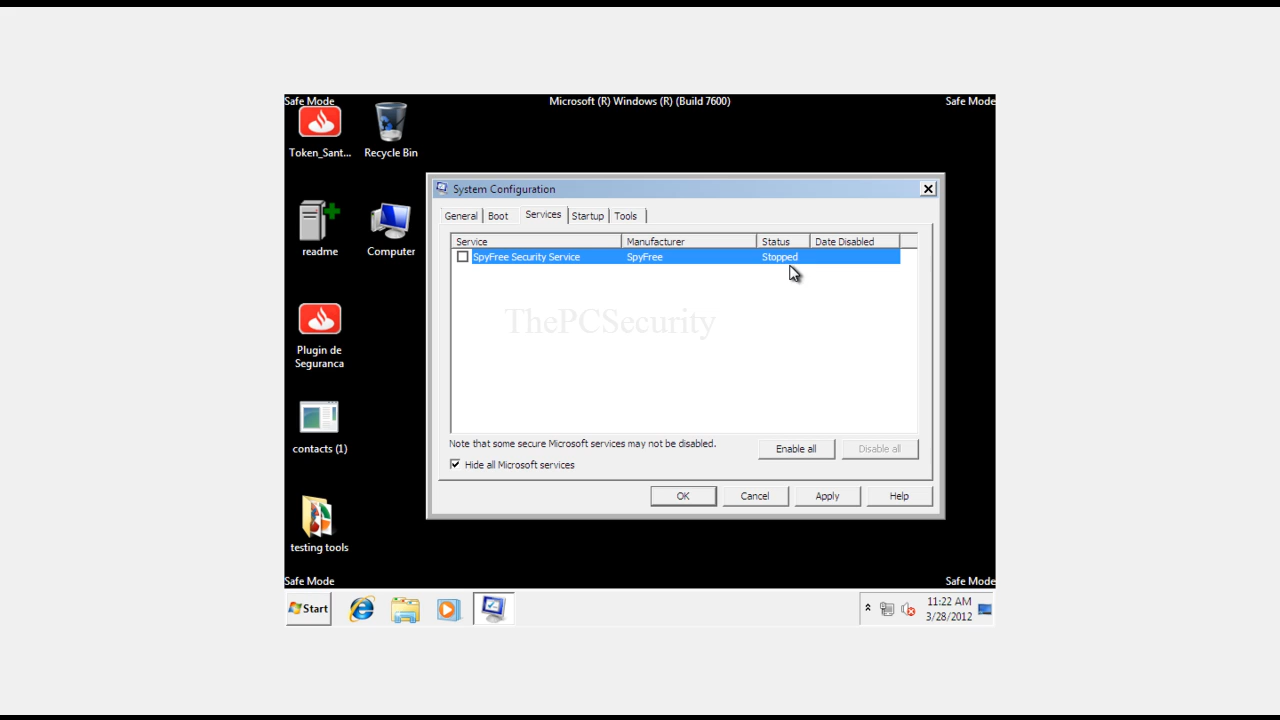 Safe Mode
Microsoft (R) Windows (R) (Build 7600)
Safe Mode
Token_Sant...
Recycle Bin
readme
Computer
Plugin de
Seguranca
contacts (1)
testing tools
System Configuration
General
Boot
Services
Startup
Tools
Service
Manufacturer
Status
Date Disabled
SpyFree Security Service
SpyFree
Stopped
ThePCSecurity
Note that some secure Microsoft services may not be disabled.
Enable all
Disable all
Hide all Microsoft services
OK
Cancel
Apply
Help
Safe Mode
Safe Mode
Start
11:22 AM
3/28/2012